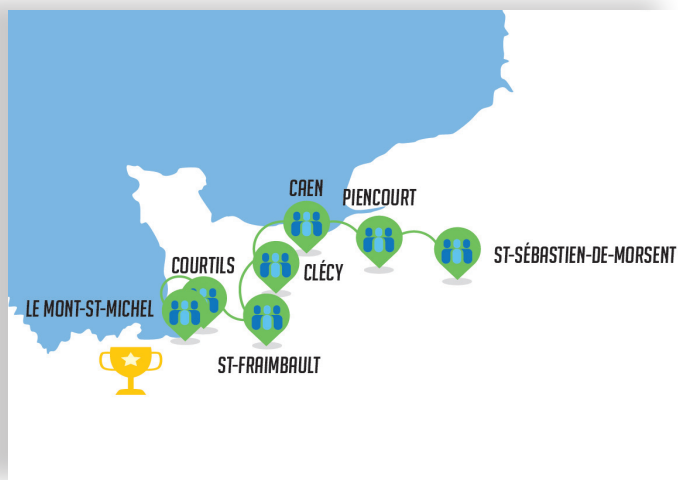 CAEN
PIENCOURT
ST-SÉBASTIEN-DE-MORSENT
COURTILS
CLÉCY
LE MONT-ST-MICHEL
ST-FRAIMBAULT